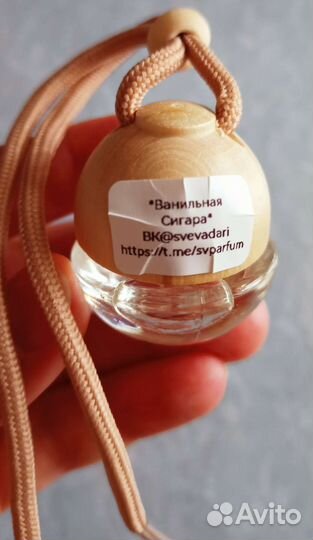 *Ванильная
Сигара*
ВК@svevadari
https://t.me/svparfum
Avito